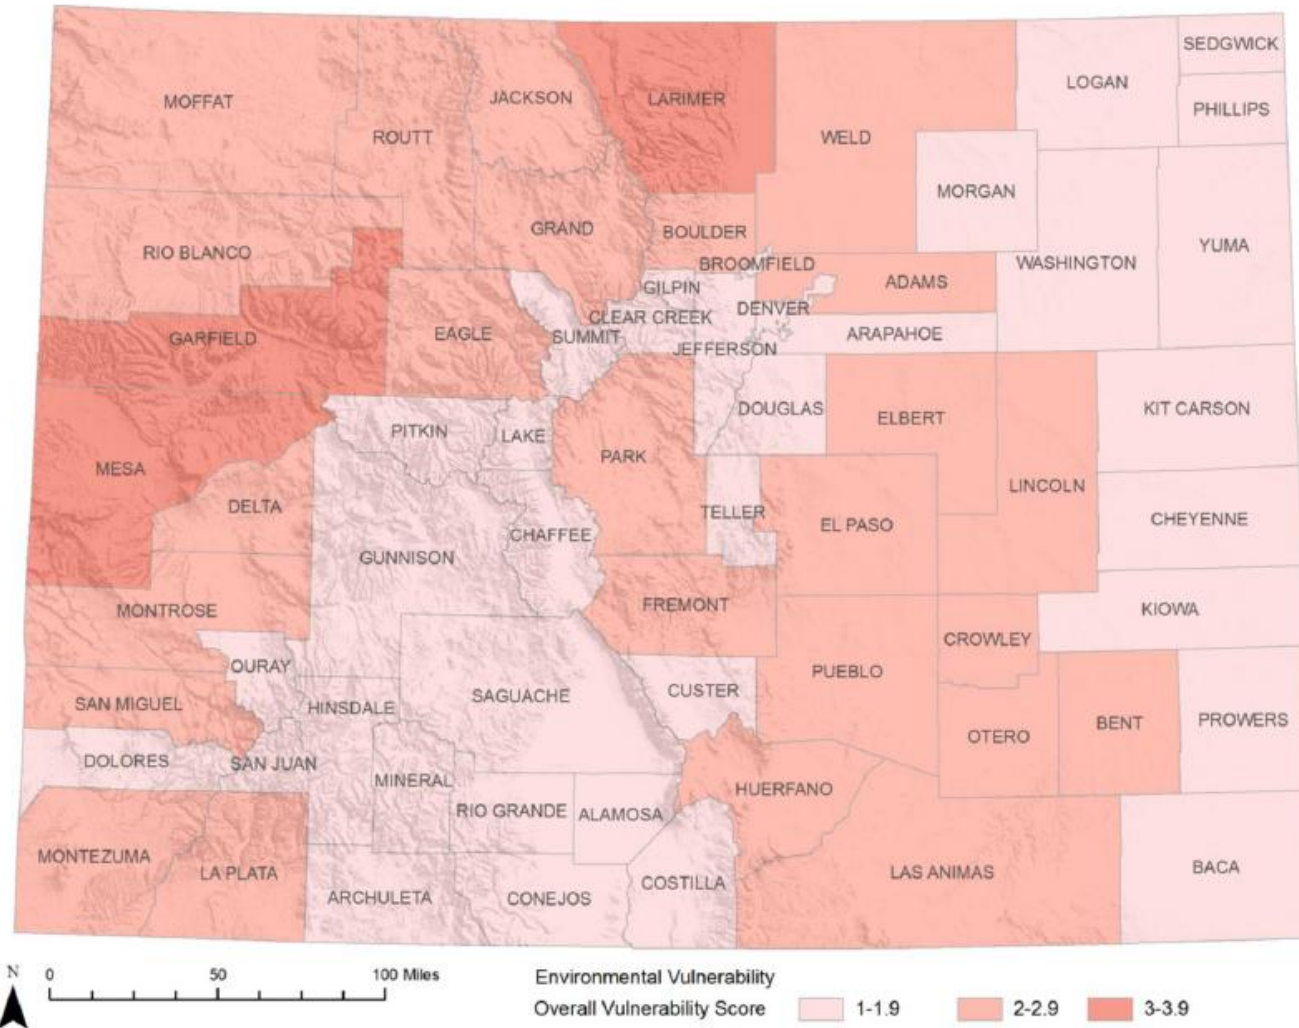 SEDGWICK
LOGAN
MOFFAT
JACKSON
LARIMER
PHILLIPS
ROUTT
WELD
MORGAN
GRAND
BOULDER
YUMA
RIO BLANCO
BROOMFIELD
WASHINGTON
GILPIN
ADAMS
DENVER
CLEAR CREEK
EAGLE
SUMMIT
ARAPAHOE
GARFIELD
JEFFERSON
DOUGLAS
KIT CARSON
ELBERT
PITKIN
LAKE
PARK
MESA
LINCOLN
DELTA
TELLER
CHEYENNE
EL PASO
CHAFFEE
GUNNISON
FREMONT
MONTROSE
KIOWA
CROWLEY
OURAY
PUEBLO
CUSTER
SAGUACHE
SAN MIGUEL
HINSDALE
PROWERS
BENT
OTERO
DOLORES
SAN JUAN
MINERAL
HUERFANO
RIO GRANDE
ALAMOSA
MONTEZUMA
LA PLATA
BACA
LAS ANIMAS
COSTILLA
ARCHULETA
CONEJOS
N
0 50 100 Miles
Environmental Vulnerability
Overall Vulnerability Score 1-1.9 2-2.9 3-3.9